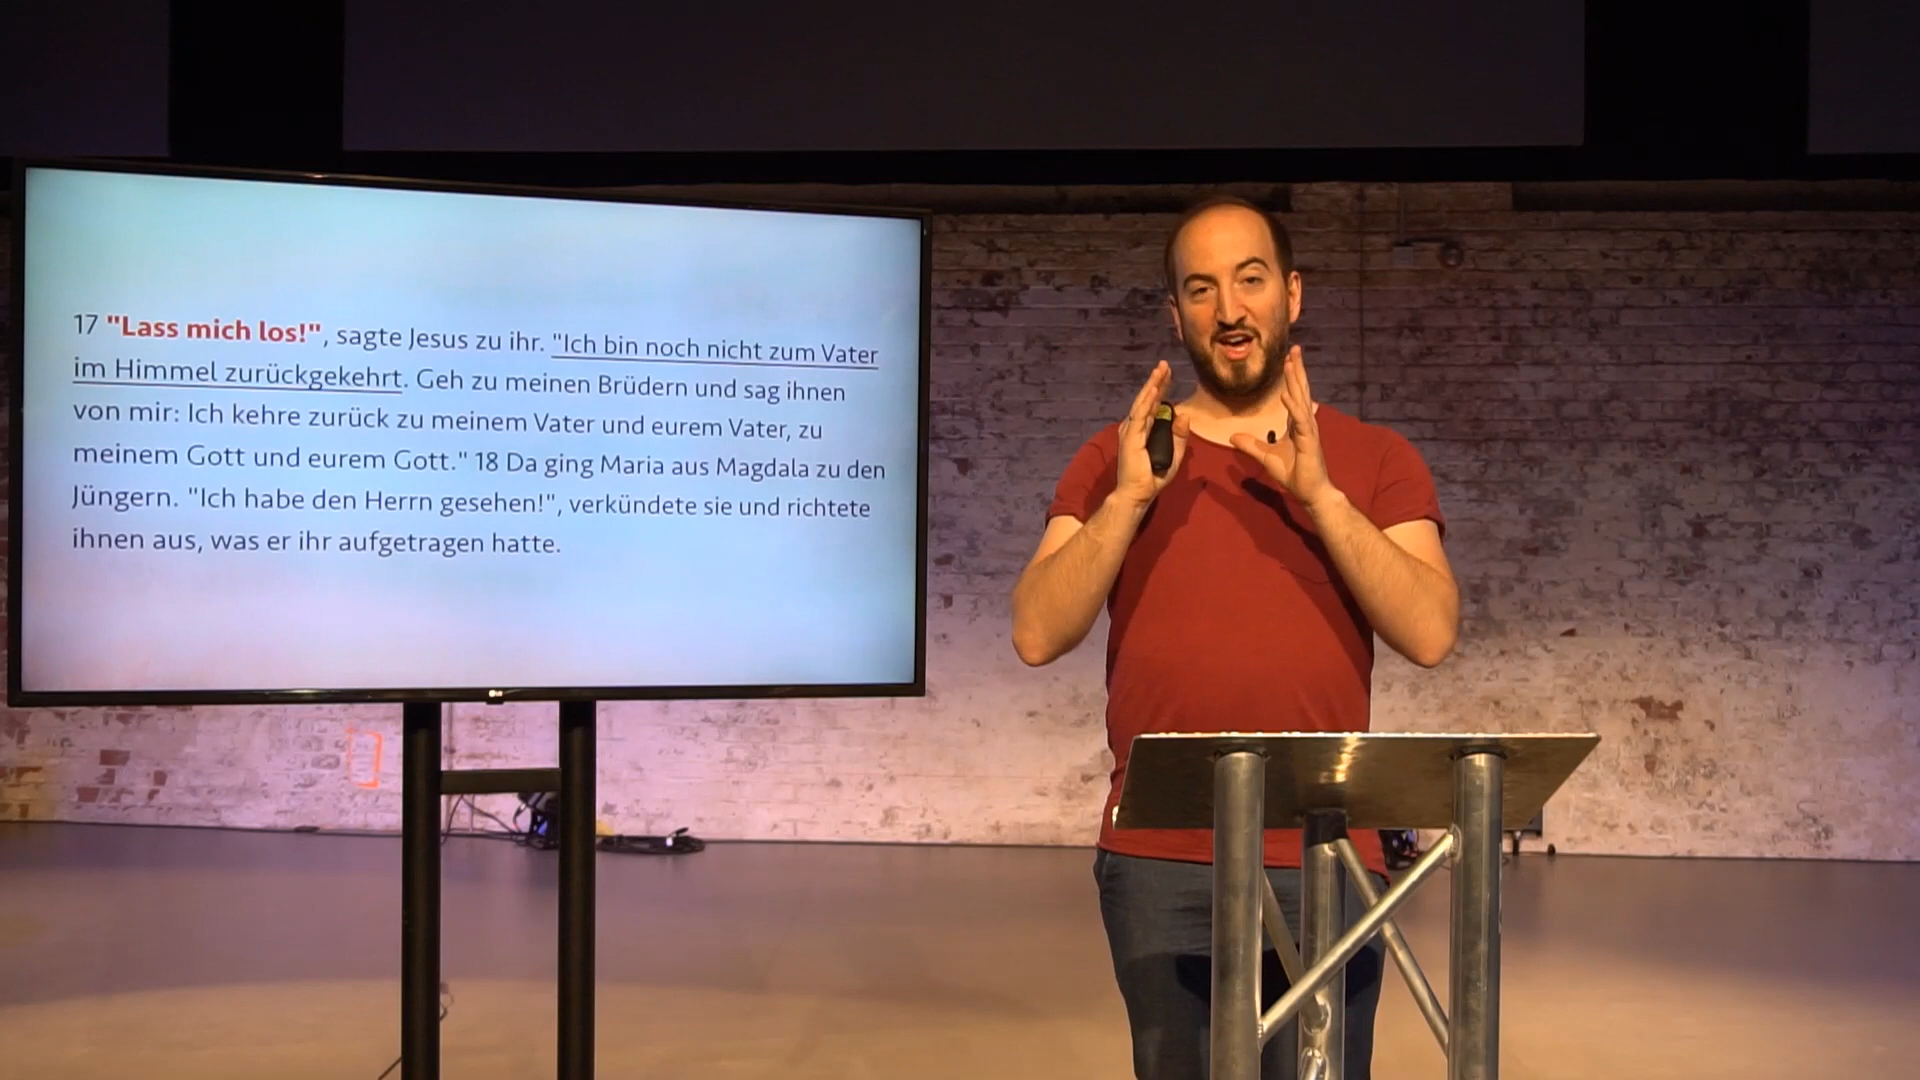 17 "Lass mich los!", sagte Jesus zu ihr. "Ich bin noch nicht zum Vater
im Himmel zurückgekehrt. Geh zu meinen Brüdern und sag ihnen
von mir: Ich kehre zurück zu meinem Vater und eurem Vater, zu
meinem Gott und eurem Gott." 18 Da ging Maria aus Magdala zu den
Jüngern. "Ich habe den Herrn gesehen!", verkündete sie und richtete
ihnen aus, was er ihr aufgetragen hatte.
LG